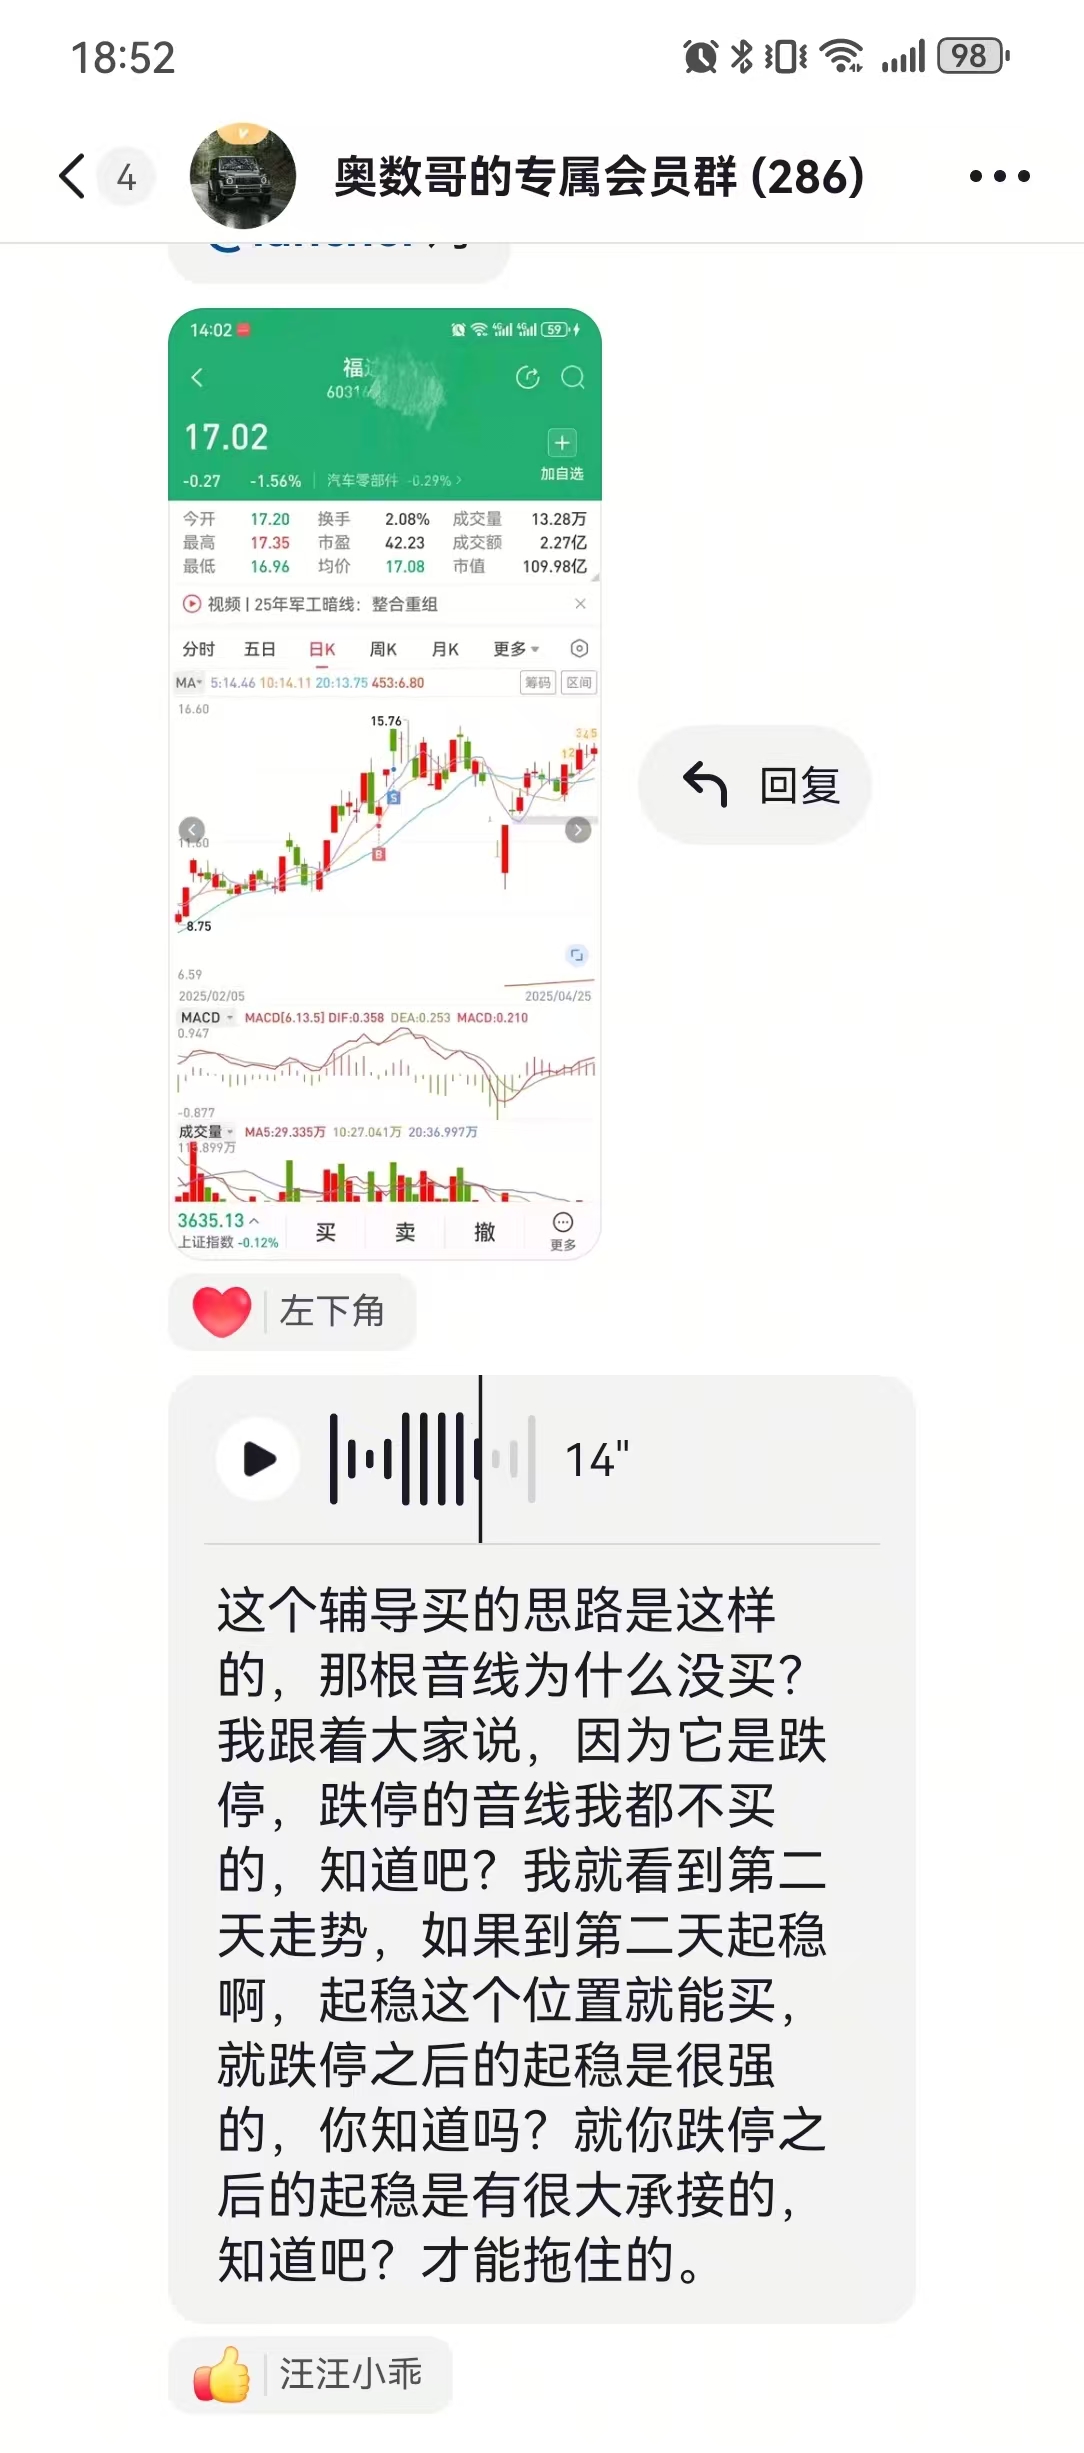 18:52
98
4
奥数哥的专属会员群 (286)
14:02
59
福
6031
17.02
-0.27 -1.56% 汽车零部件 -0.29%
加自选
今开 17.20 换手 2.08% 成交量 13.28万
最高 17.35 市盈 42.23 成交额 2.27亿
最低 16.96 均价 17.08 市值 109.98亿
视频 | 25年军工暗线：整合重组
分时 五日 日K 周K 月K 更多
MA 5:14.46 10:14.11 20:13.75 453:6.80 筹码 区间
16.60
15.76
345
12
S
11.60
B
8.75
6.59
2025/02/05 2025/04/25
MACD MACD[6.13.5] DIF:0.358 DEA:0.253 MACD:0.210
0.947
-0.877
成交量 MA5:29.335万 10:27.041万 20:36.997万
3635.13
上证指数 -0.12%
买 卖 撤 更多
回复
左下角
14"
这个辅导买的思路是这样
的，那根音线为什么没买？
我跟着大家说，因为它是跌
停，跌停的音线我都不买
的，知道吧？我就看到第二
天走势，如果到第二天起稳
啊，起稳这个位置就能买，
就跌停之后的起稳是很强
的，你知道吗？就你跌停之
后的起稳是有很大承接的，
知道吧？才能拖住的。
汪汪小乖